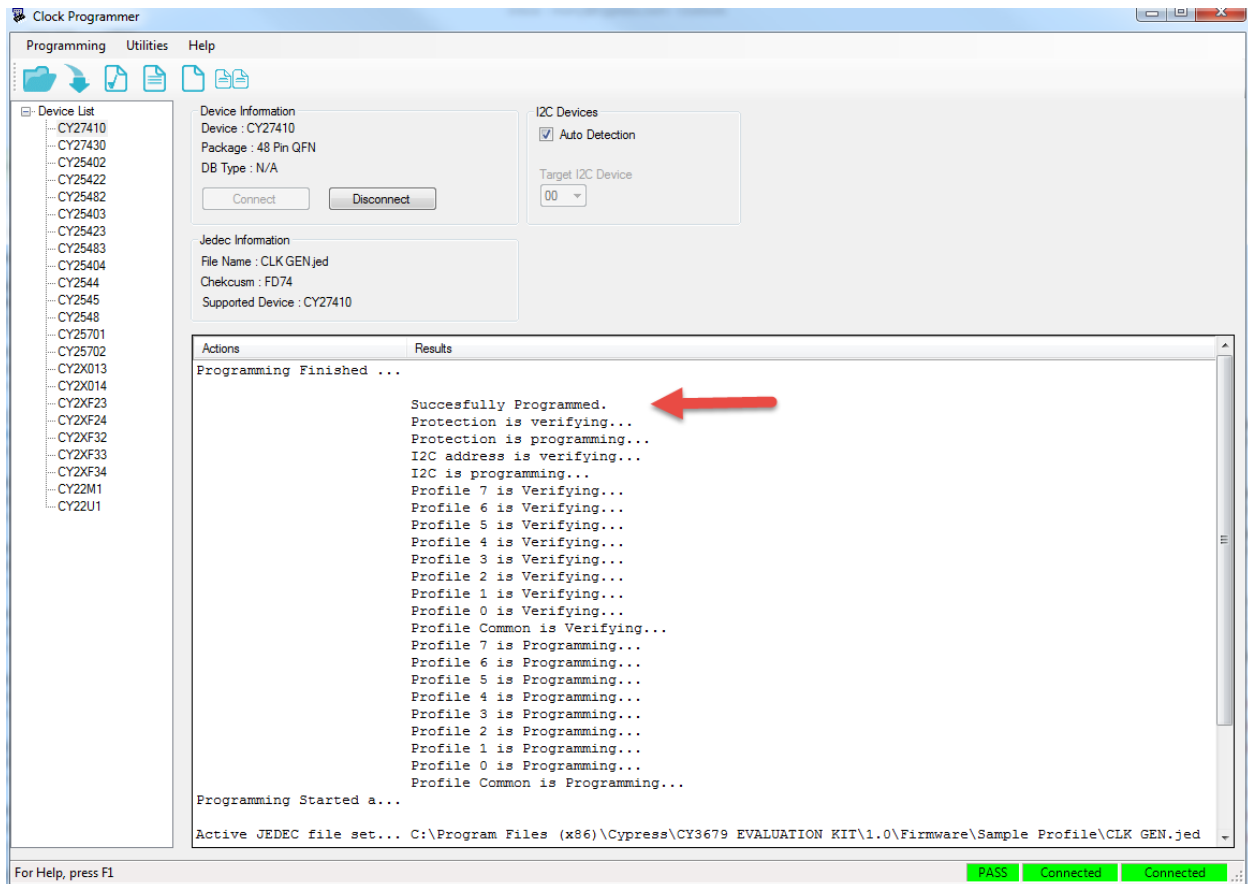 Clock Programmer
Programming Utilities Help
Device List
CY27410
CY27430
CY25402
CY25422
CY25482
CY25403
CY25423
CY25483
CY25404
CY2544
CY2545
CY2548
CY25701
CY25702
CY2X013
CY2X014
CY2XF23
CY2XF24
CY2XF32
CY2XF33
CY2XF34
CY22M1
CY22U1
Device Information
Device : CY27410
Package : 48 Pin QFN
DB Type : N/A
Connect Disconnect
I2C Devices
Auto Detection
Target I2C Device
00
Jedec Information
File Name : CLK GEN.jed
Chekcusm : FD74
Supported Device : CY27410
Actions Results
Programming Finished ...
Succesfully Programmed.
Protection is verifying...
Protection is programming...
I2C address is verifying...
I2C is programming...
Profile 7 is Verifying...
Profile 6 is Verifying...
Profile 5 is Verifying...
Profile 4 is Verifying...
Profile 3 is Verifying...
Profile 2 is Verifying...
Profile 1 is Verifying...
Profile 0 is Verifying...
Profile Common is Verifying...
Profile 7 is Programming...
Profile 6 is Programming...
Profile 5 is Programming...
Profile 4 is Programming...
Profile 3 is Programming...
Profile 2 is Programming...
Profile 1 is Programming...
Profile 0 is Programming...
Profile Common is Programming...
Programming Started a...
Active JEDEC file set... C:\Program Files (x86)\Cypress\CY3679 EVALUATION KIT\1.0\Firmware\Sample Profile\CLK GEN.jed
For Help, press F1
PASS Connected Connected